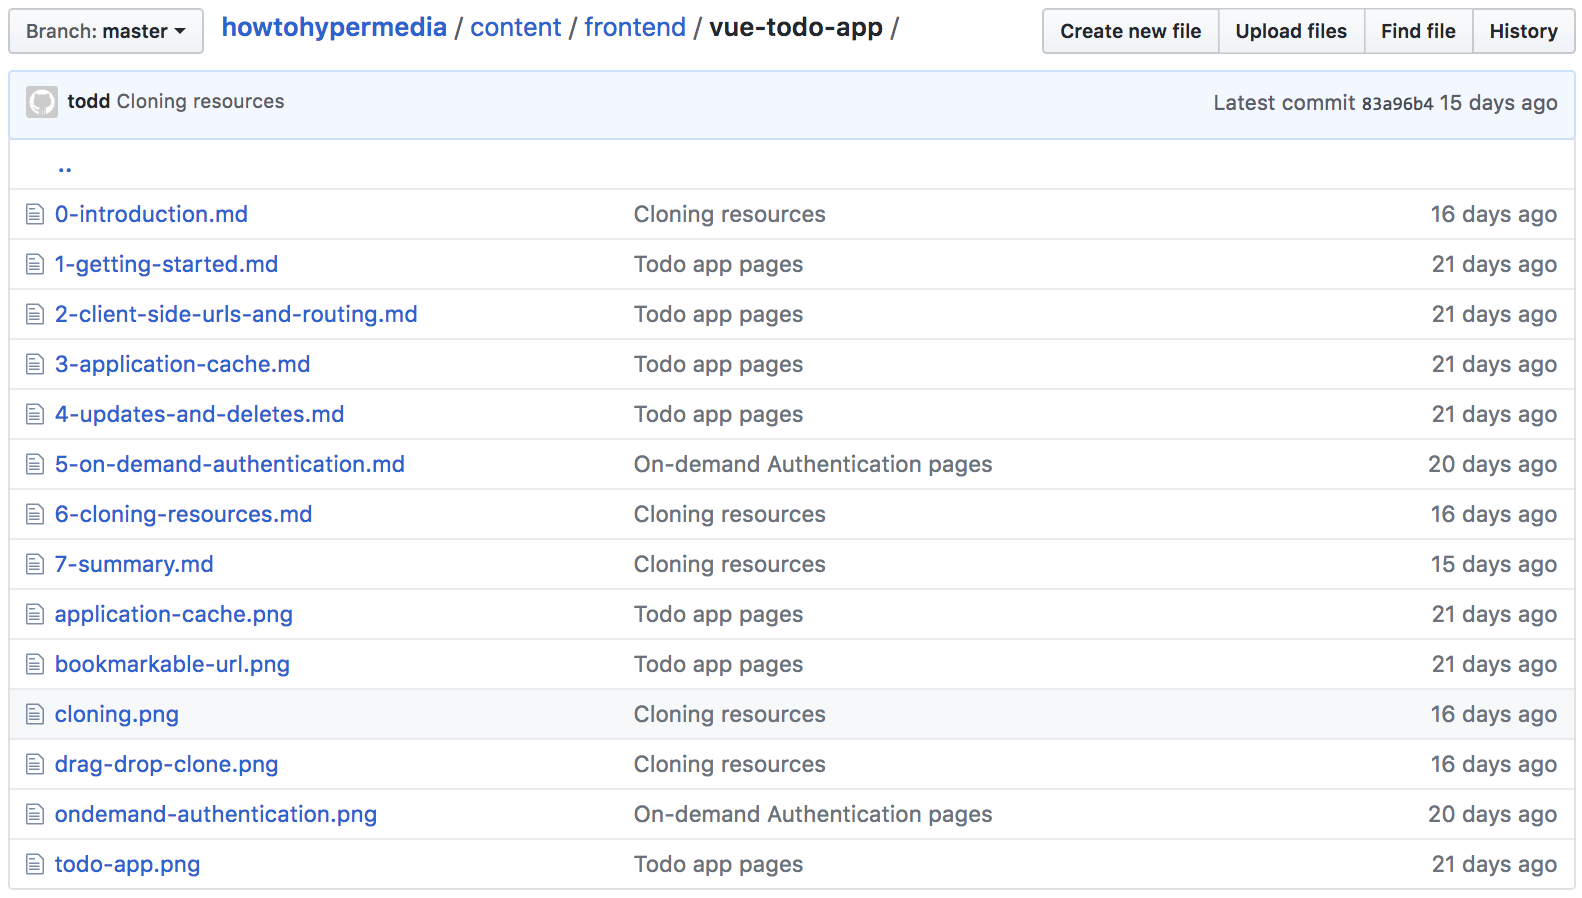 Branch: master howtohypermedia / content / frontend / vue-todo-app / Create new file Upload files Find file History
todd Cloning resources Latest commit 83a96b4 15 days ago
..
0-introduction.md Cloning resources 16 days ago
1-getting-started.md Todo app pages 21 days ago
2-client-side-urls-and-routing.md Todo app pages 21 days ago
3-application-cache.md Todo app pages 21 days ago
4-updates-and-deletes.md Todo app pages 21 days ago
5-on-demand-authentication.md On-demand Authentication pages 20 days ago
6-cloning-resources.md Cloning resources 16 days ago
7-summary.md Cloning resources 15 days ago
application-cache.png Todo app pages 21 days ago
bookmarkable-url.png Todo app pages 21 days ago
cloning.png Cloning resources 16 days ago
drag-drop-clone.png Cloning resources 16 days ago
ondemand-authentication.png On-demand Authentication pages 20 days ago
todo-app.png Todo app pages 21 days ago